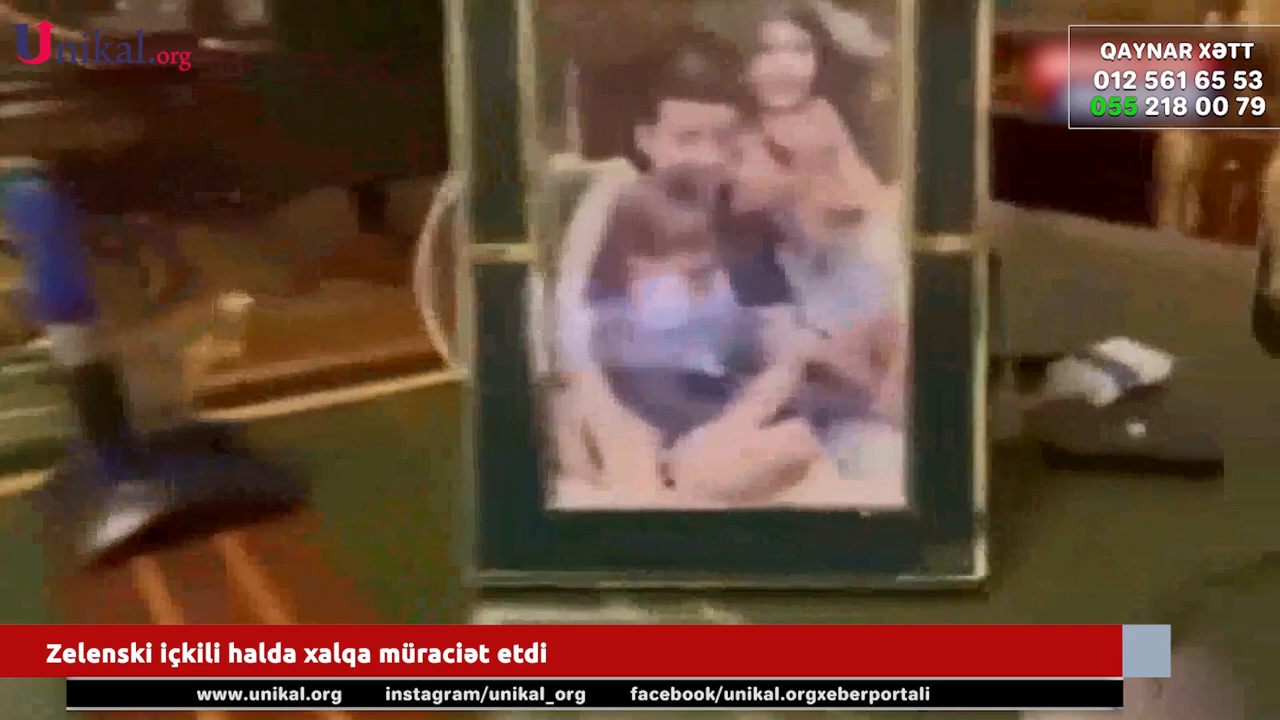 Unikal.org
QAYNAR XƏTT
012 561 65 53
055 218 00 79
Zelenski içkili halda xalqa müraciət etdi
www.unikal.org instagram/unikal_org facebook/unikal.orgxeberportali